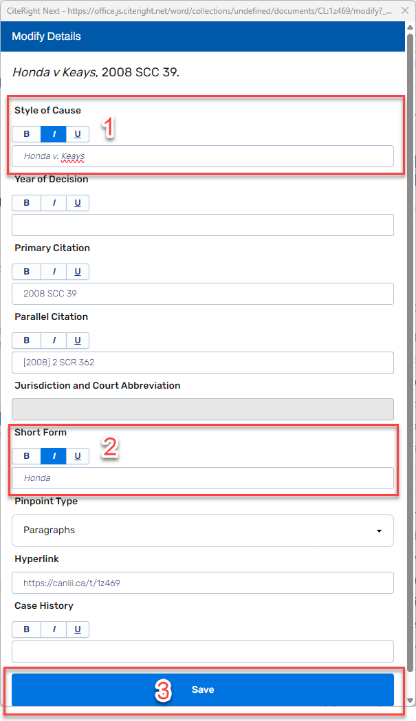 CiteRight Next - https://office.js.citeright.net/word/collections/undefined/documents/CL:1z469/modify?_...
Modify Details
Honda v Keays, 2008 SCC 39.
Style of Cause
1
B I U
Honda v. Keays
Year of Decision
B I U
Primary Citation
B I U
2008 SCC 39
Parallel Citation
B I U
[2008] 2 SCR 362
Jurisdiction and Court Abbreviation
Short Form
2
B I U
Honda
Pinpoint Type
Paragraphs
Hyperlink
https://canlii.ca/t/1z469
Case History
B I U
3 Save